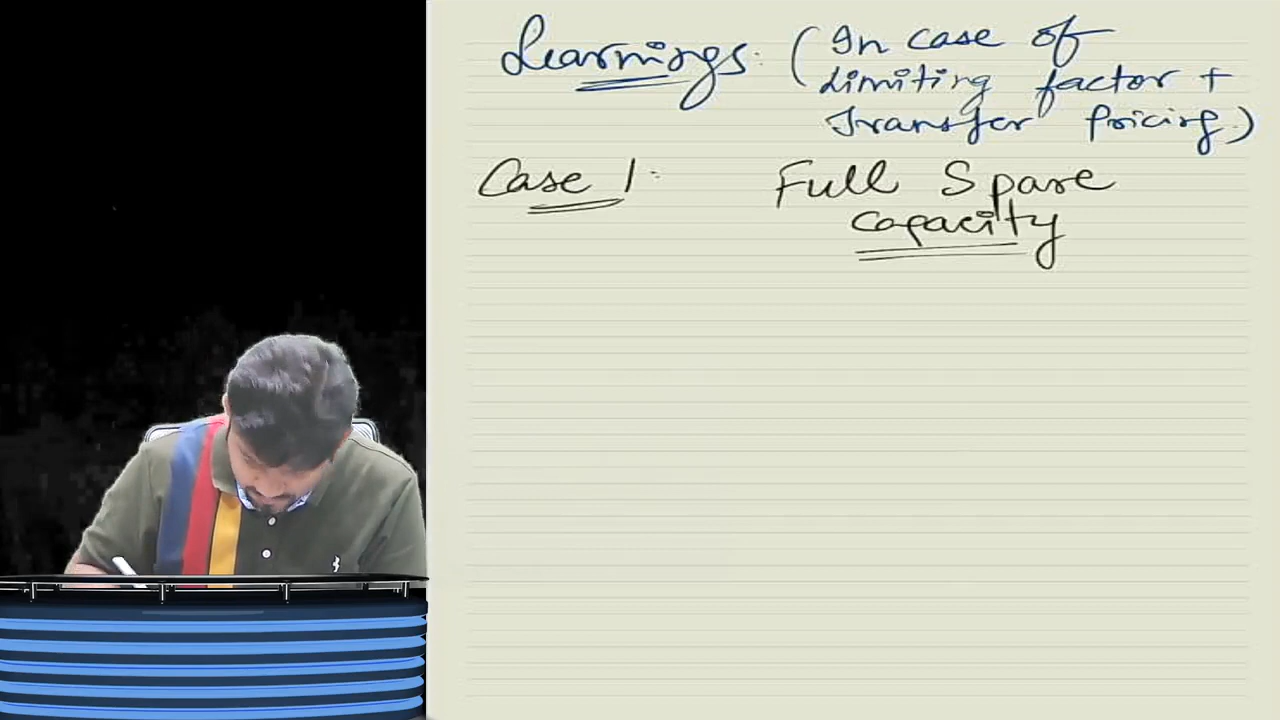 Learnings: (In case of
limiting factor +
Transfer Pricing.)
Case 1:
Full Spare
capacity